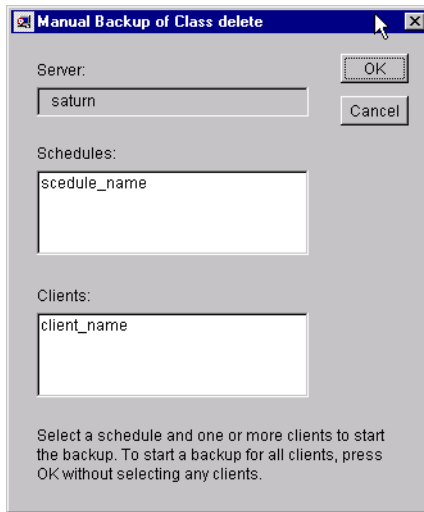 Manual Backup of Class delete
Server:
OK
saturn
Cancel
Schedules:
scedule_name
Clients:
client_name
Select a schedule and one or more clients to start
the backup. To start a backup for all clients, press
OK without selecting any clients.